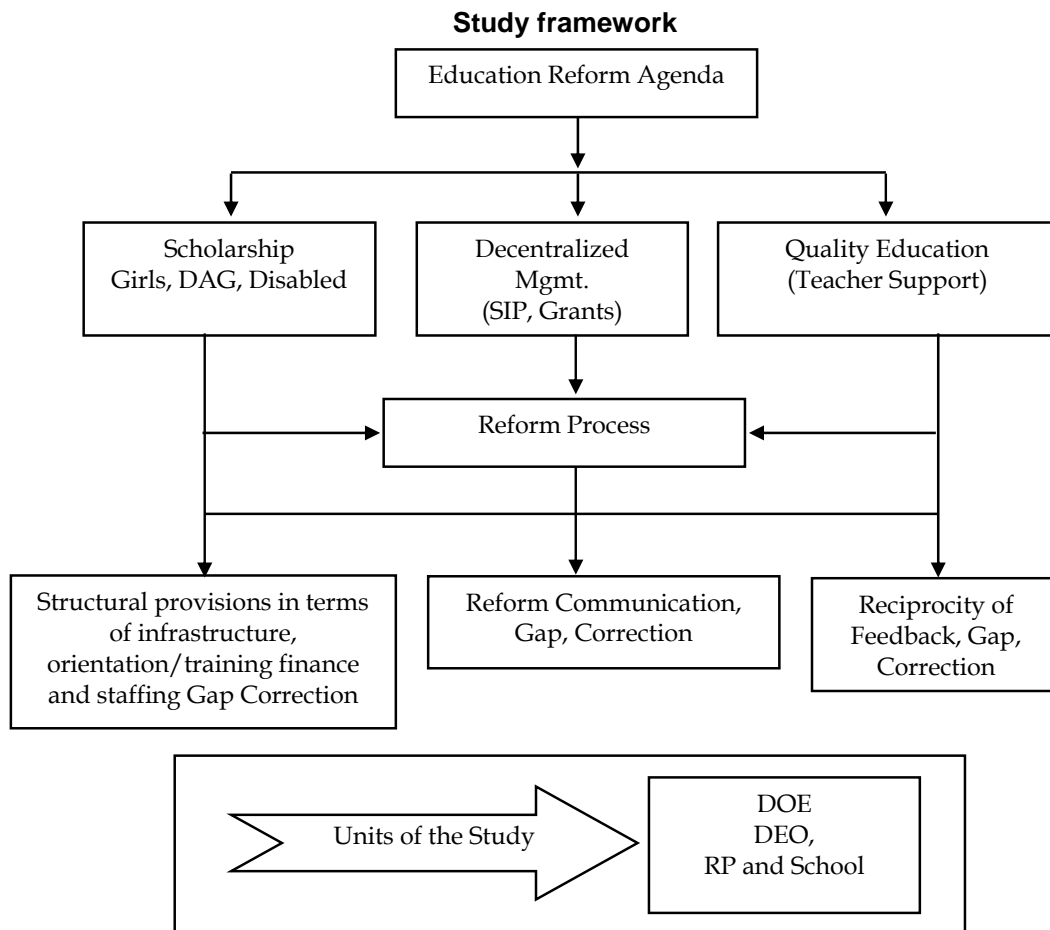 Study framework
Education Reform Agenda
Scholarship
Girls, DAG, Disabled
Decentralized
Mgmt.
(SIP, Grants)
Quality Education
(Teacher Support)
Reform Process
Structural provisions in terms
of infrastructure,
orientation/training finance
and staffing Gap Correction
Reform Communication,
Gap, Correction
Reciprocity of
Feedback, Gap,
Correction
Units of the Study
DOE
DEO,
RP and School